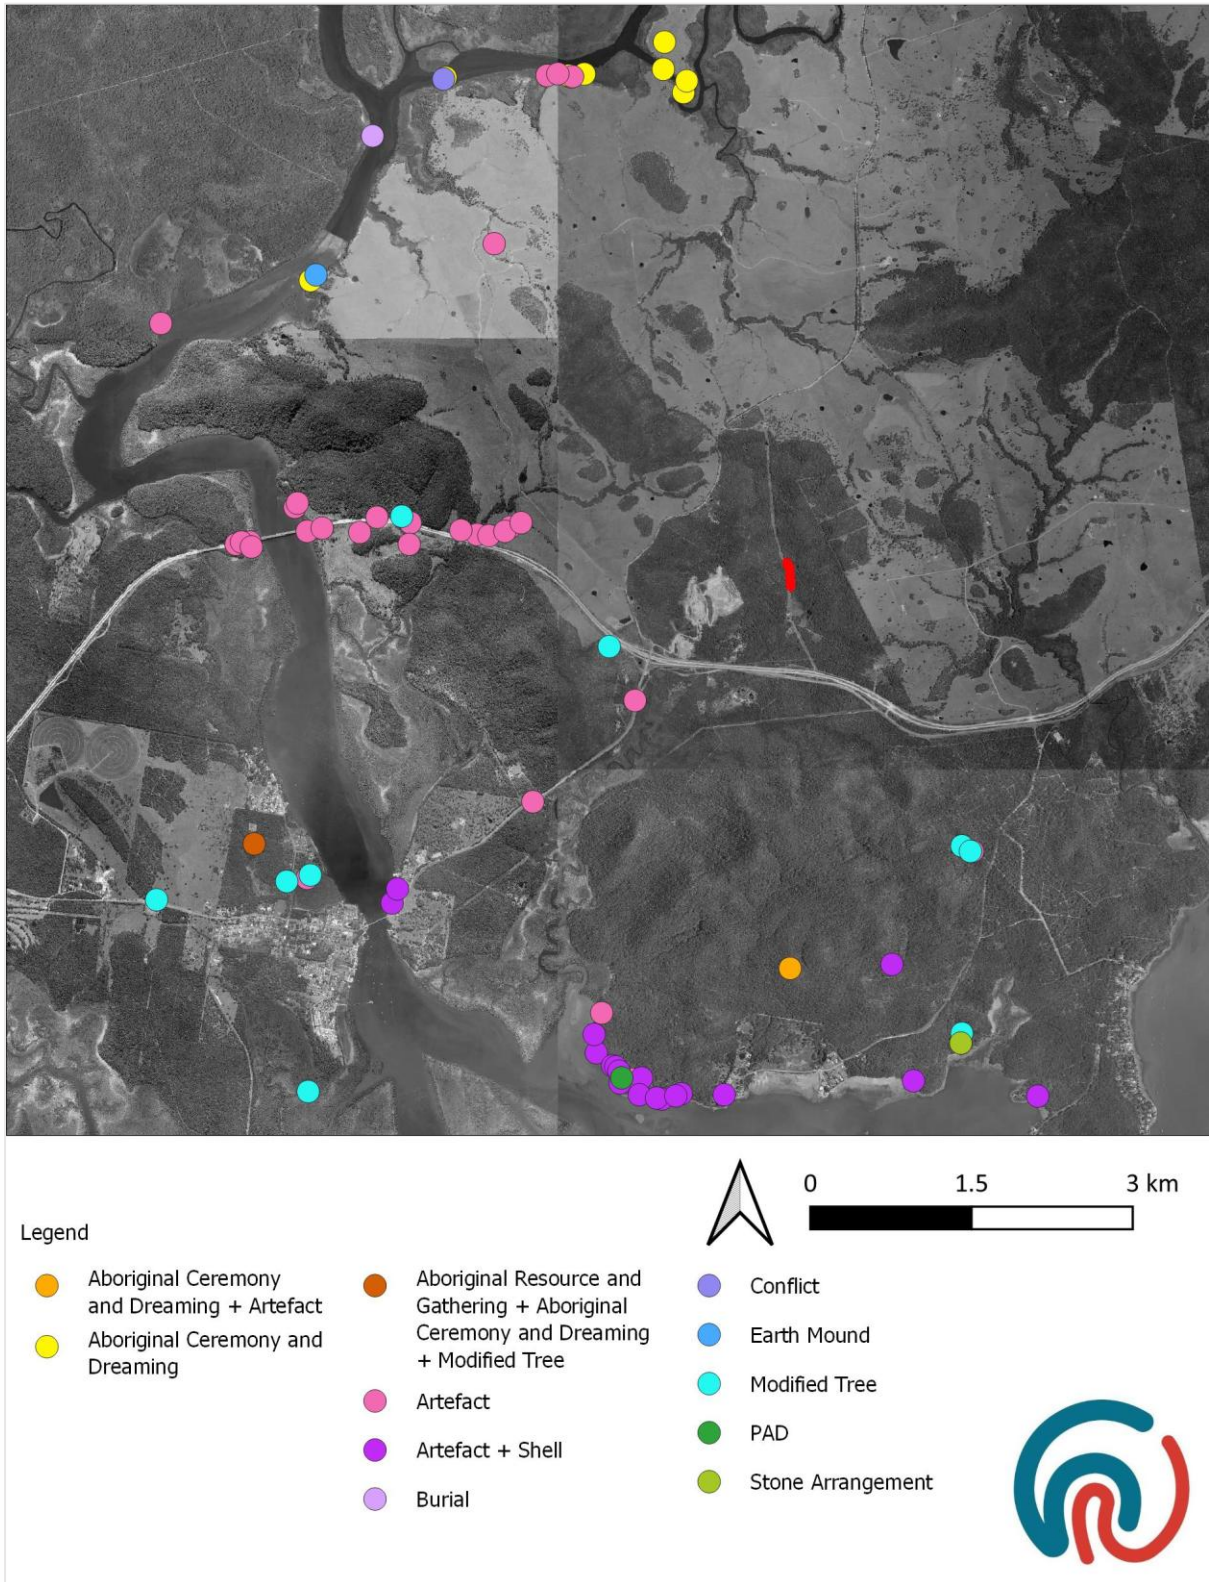 0 1.5 3 km
Legend
Aboriginal Ceremony
and Dreaming + Artefact
Aboriginal Ceremony and
Dreaming
Aboriginal Resource and
Gathering + Aboriginal
Ceremony and Dreaming
+ Modified Tree
Artefact
Artefact + Shell
Burial
Conflict
Earth Mound
Modified Tree
PAD
Stone Arrangement